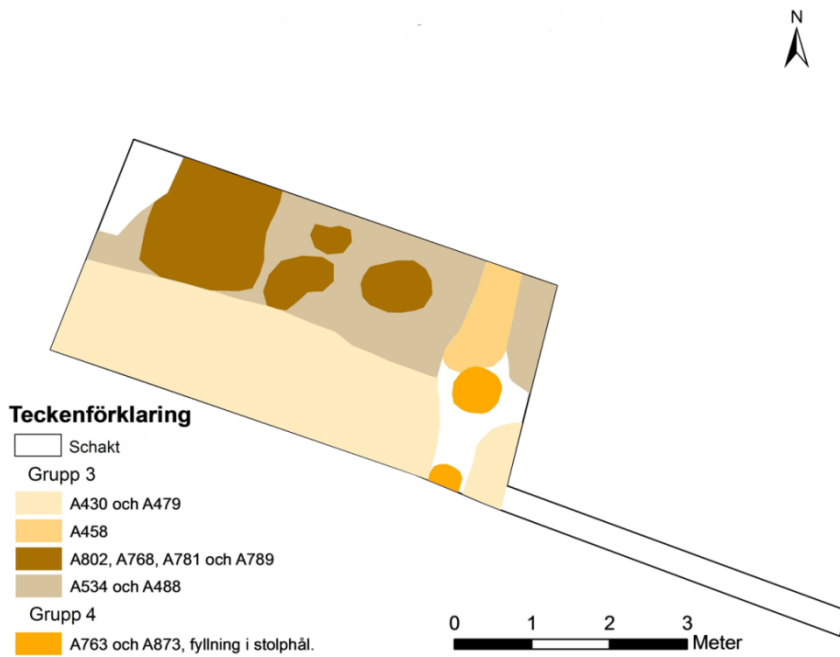 N
Teckenförklaring
Schakt
Grupp 3
A430 och A479
A458
A802, A768, A781 och A789
A534 och A488
Grupp 4
A763 och A873, fyllning i stolphål.
0 1 2 3
Meter